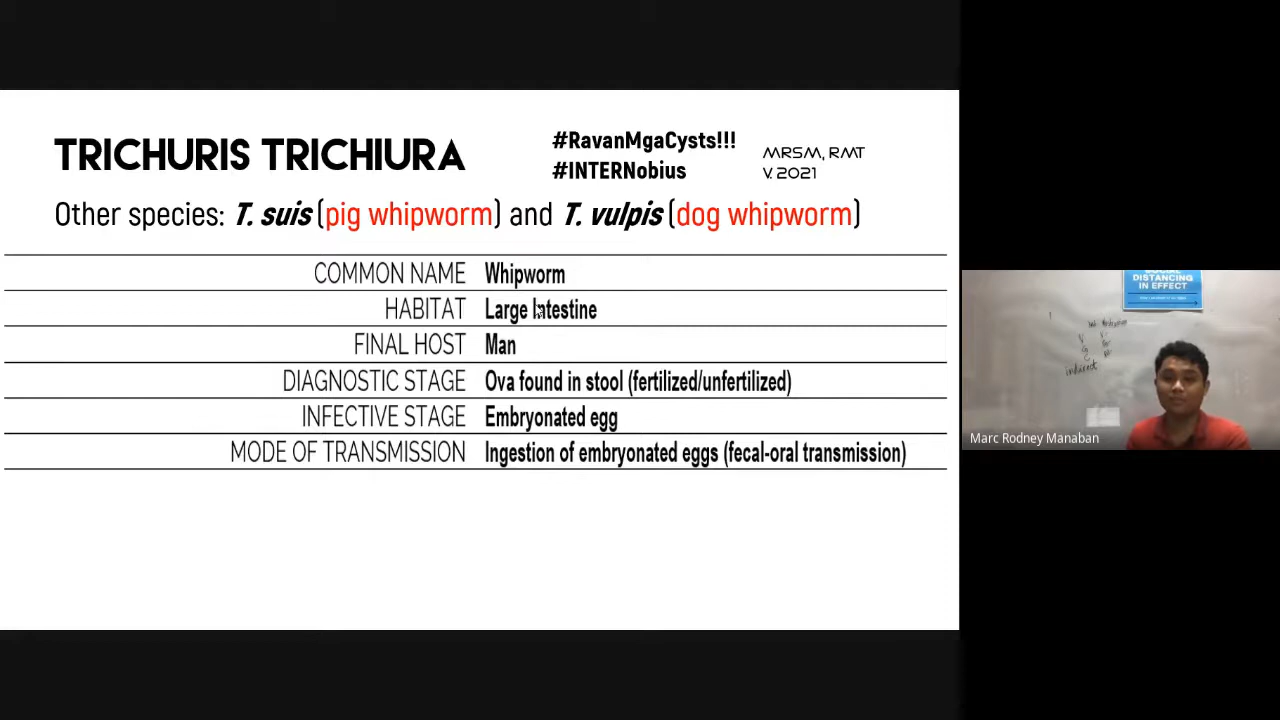 TRICHURIS TRICHIURA
#RavanMgaCysts!!!
#INTERNobius
MRSM, RMT
V. 2021
Other species: T. suis (pig whipworm) and T. vulpis (dog whipworm)
COMMON NAME Whipworm
HABITAT Large Intestine
FINAL HOST Man
DIAGNOSTIC STAGE Ova found in stool (fertilized/unfertilized)
INFECTIVE STAGE Embryonated egg
MODE OF TRANSMISSION Ingestion of embryonated eggs (fecal-oral transmission)
DISTANCING
IN EFFECT
indirect
Marc Rodney Manaban